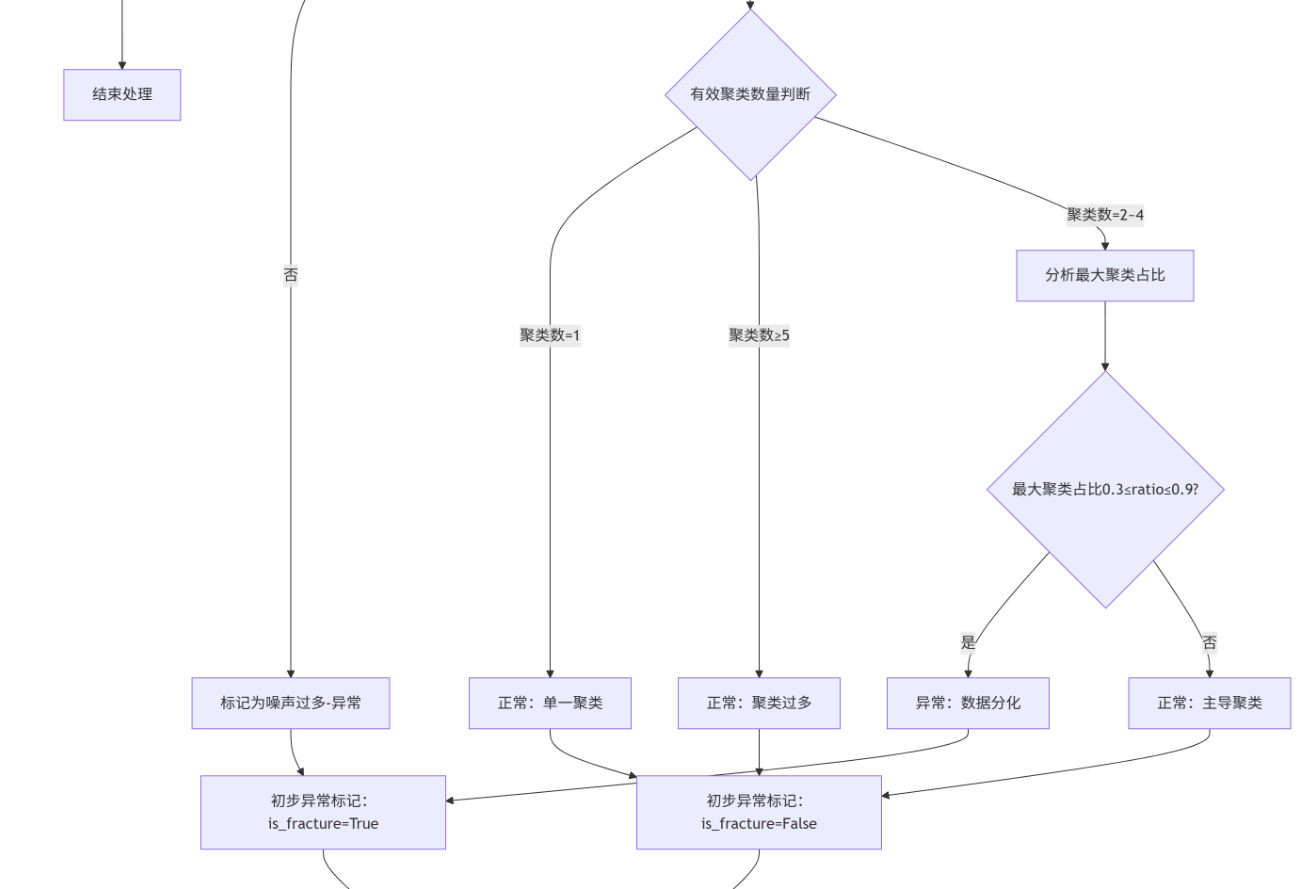 结束处理
有效聚类数量判断
聚类数=2~4
否
分析最大聚类占比
聚类数=1
聚类数≥5
最大聚类占比0.3≤ratio≤0.9?
是
否
标记为噪声过多-异常
正常：单一聚类
正常：聚类过多
异常：数据分化
正常：主导聚类
初步异常标记：
is_fracture=True
初步异常标记：
is_fracture=False